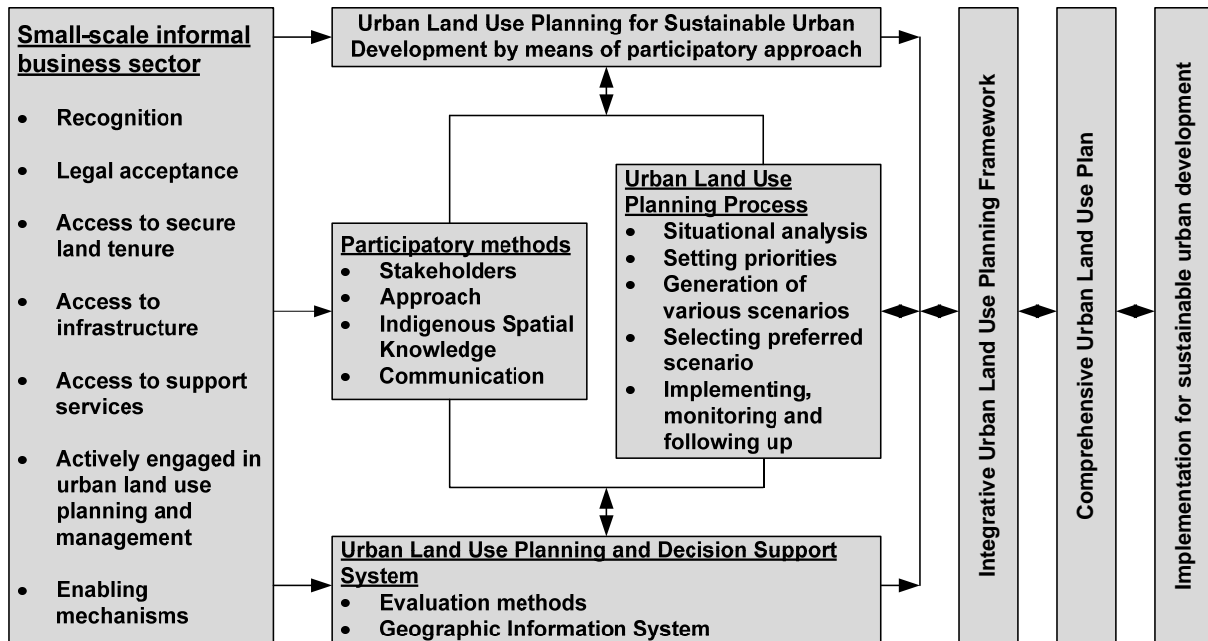 Small-scale informal
business sector
• Recognition
• Legal acceptance
• Access to secure
land tenure
• Access to
infrastructure
• Access to support
services
• Actively engaged in
urban land use
planning and
management
• Enabling
mechanisms
Urban Land Use Planning for Sustainable Urban
Development by means of participatory approach
Participatory methods
• Stakeholders
• Approach
• Indigenous Spatial
Knowledge
• Communication
Urban Land Use
Planning Process
• Situational analysis
• Setting priorities
• Generation of
various scenarios
• Selecting preferred
scenario
• Implementing,
monitoring and
following up
Urban Land Use Planning and Decision Support
System
• Evaluation methods
• Geographic Information System
Integrative Urban Land Use Planning Framework
Comprehensive Urban Land Use Plan
Implementation for sustainable urban development